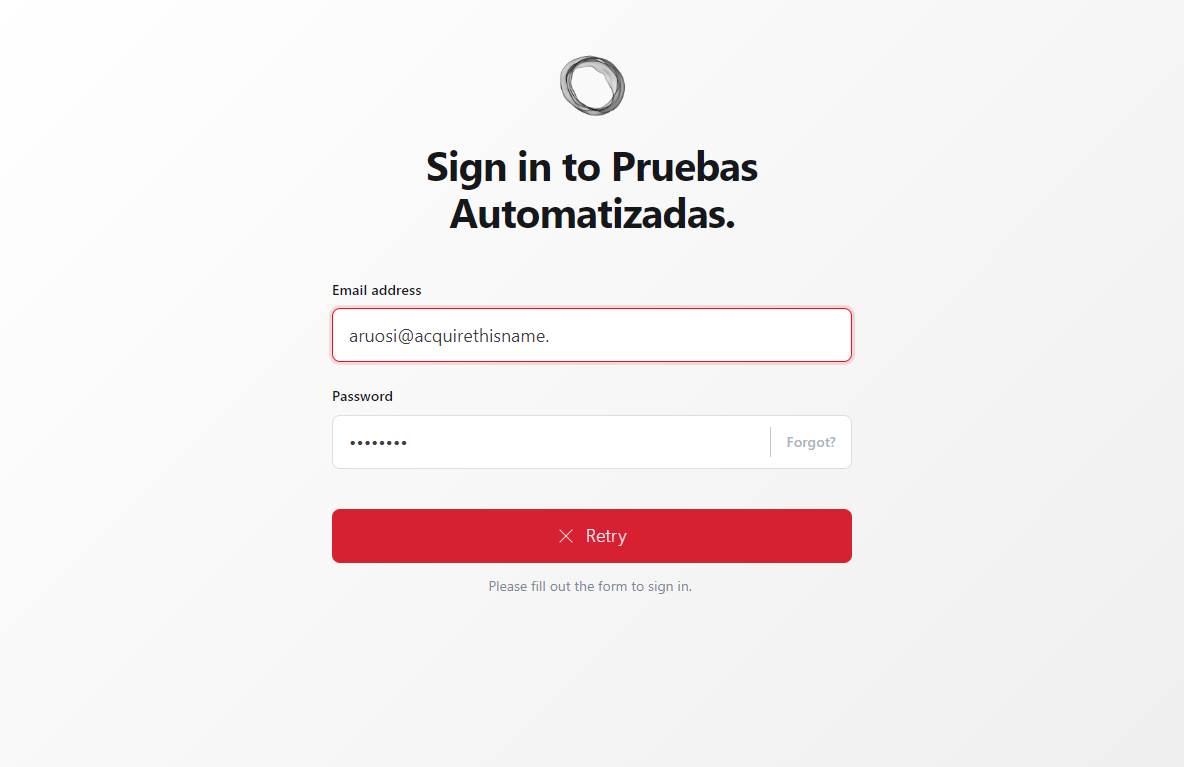 Sign in to Pruebas
Automatizadas.
Email address
aruosi@acquirethisname.
Password
••••••••
Forgot?
Retry
Please fill out the form to sign in.